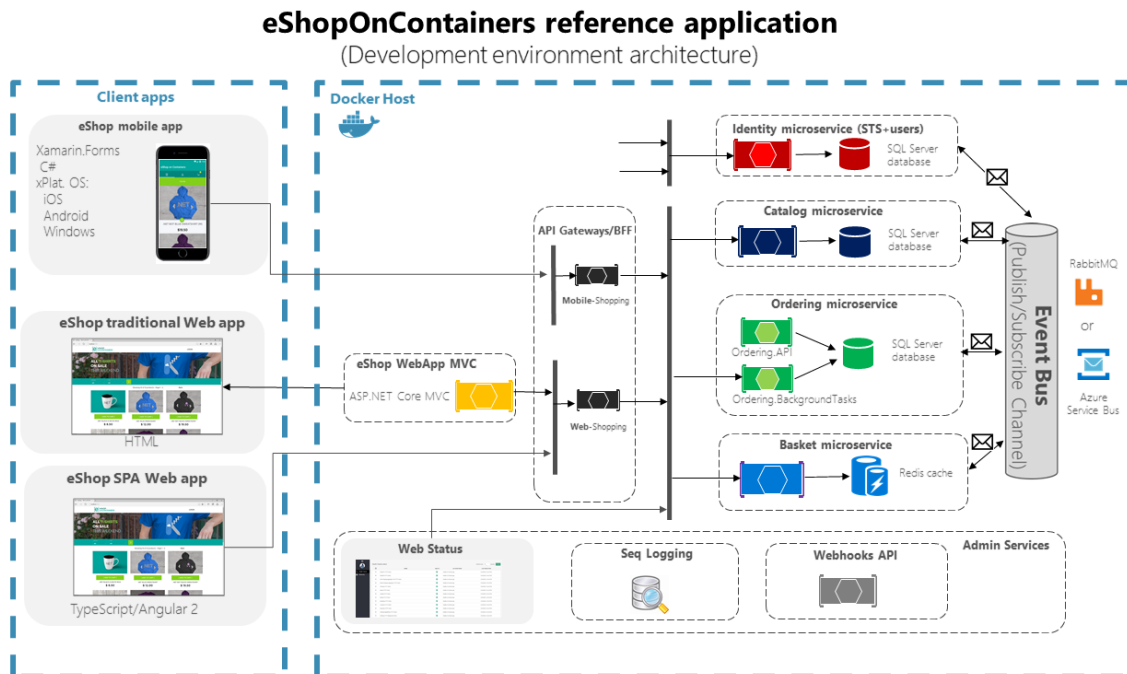 eShopOnContainers reference application
(Development environment architecture)
Client apps
eShop mobile app
Xamarin.Forms
C#
xPlat. OS:
iOS
Android
Windows
eShop traditional Web app
HTML
eShop SPA Web app
TypeScript/Angular 2
Docker Host
API Gateways/BFF
Mobile-Shopping
eShop WebApp MVC
ASP.NET Core MVC
Web-Shopping
Identity microservice (STS+users)
SQL Server
database
Catalog microservice
SQL Server
database
Ordering microservice
Ordering.API
SQL Server
database
Ordering.BackgroundTasks
Basket microservice
Redis cache
Event Bus
(Publish/Subscribe Channel)
RabbitMQ
or
Azure
Service Bus
Admin Services
Web Status
Seq Logging
Webhooks API